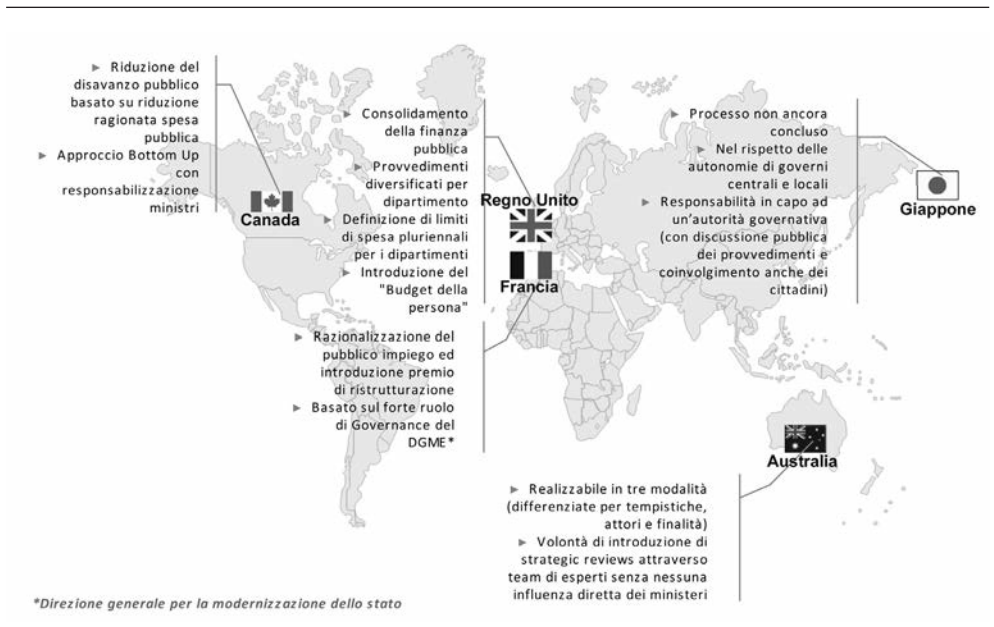 ► Riduzione del
disavanzo pubblico
basato su riduzione
ragionata spesa
pubblica
► Approccio Bottom Up
con
responsabilizzazione
ministri
Canada
► Consolidamento
della finanza
pubblica
► Provvedimenti
diversificati per
dipartimento
► Definizione di limiti
di spesa pluriennali
per i dipartimenti
► Introduzione del
"Budget della
persona"
Regno Unito
Francia
► Razionalizzazione del
pubblico impiego ed
introduzione premio
di ristrutturazione
► Basato sul forte ruolo
di Governance del
DGME*
► Processo non ancora
concluso
► Nel rispetto delle
autonomie di governi
centrali e locali
► Responsabilità in capo ad
un'autorità governativa
(con discussione pubblica
dei provvedimenti e
coinvolgimento anche dei
cittadini)
Giappone
Australia
► Realizzabile in tre modalità
(differenziate per tempistiche,
attori e finalità)
► Volontà di introduzione di
strategic reviews attraverso
team di esperti senza nessuna
influenza diretta dei ministeri
*Direzione generale per la modernizzazione dello stato